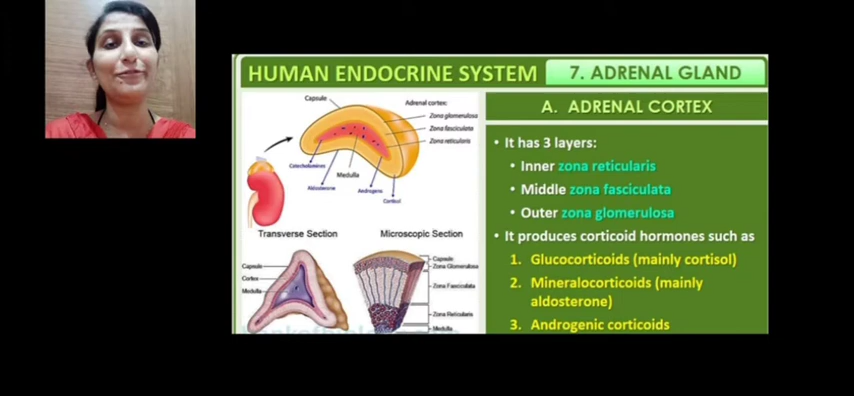 HUMAN ENDOCRINE SYSTEM
7. ADRENAL GLAND
Capsule
Adrenal cortex:
Zona glomerulosa
Zona fasciculata
Zona reticularis
Catecholamines
Aldosterone
Medulla
Androgens
Cortisol
Transverse Section
Microscopic Section
Capsule
Cortex
Medulla
Capsule
Zona Glomerulosa
Zona Fasciculata
Zona Reticularis
Medulla
A. ADRENAL CORTEX
• It has 3 layers:
• Inner zona reticularis
• Middle zona fasciculata
• Outer zona glomerulosa
• It produces corticoid hormones such as
1. Glucocorticoids (mainly cortisol)
2. Mineralocorticoids (mainly
aldosterone)
3. Androgenic corticoids